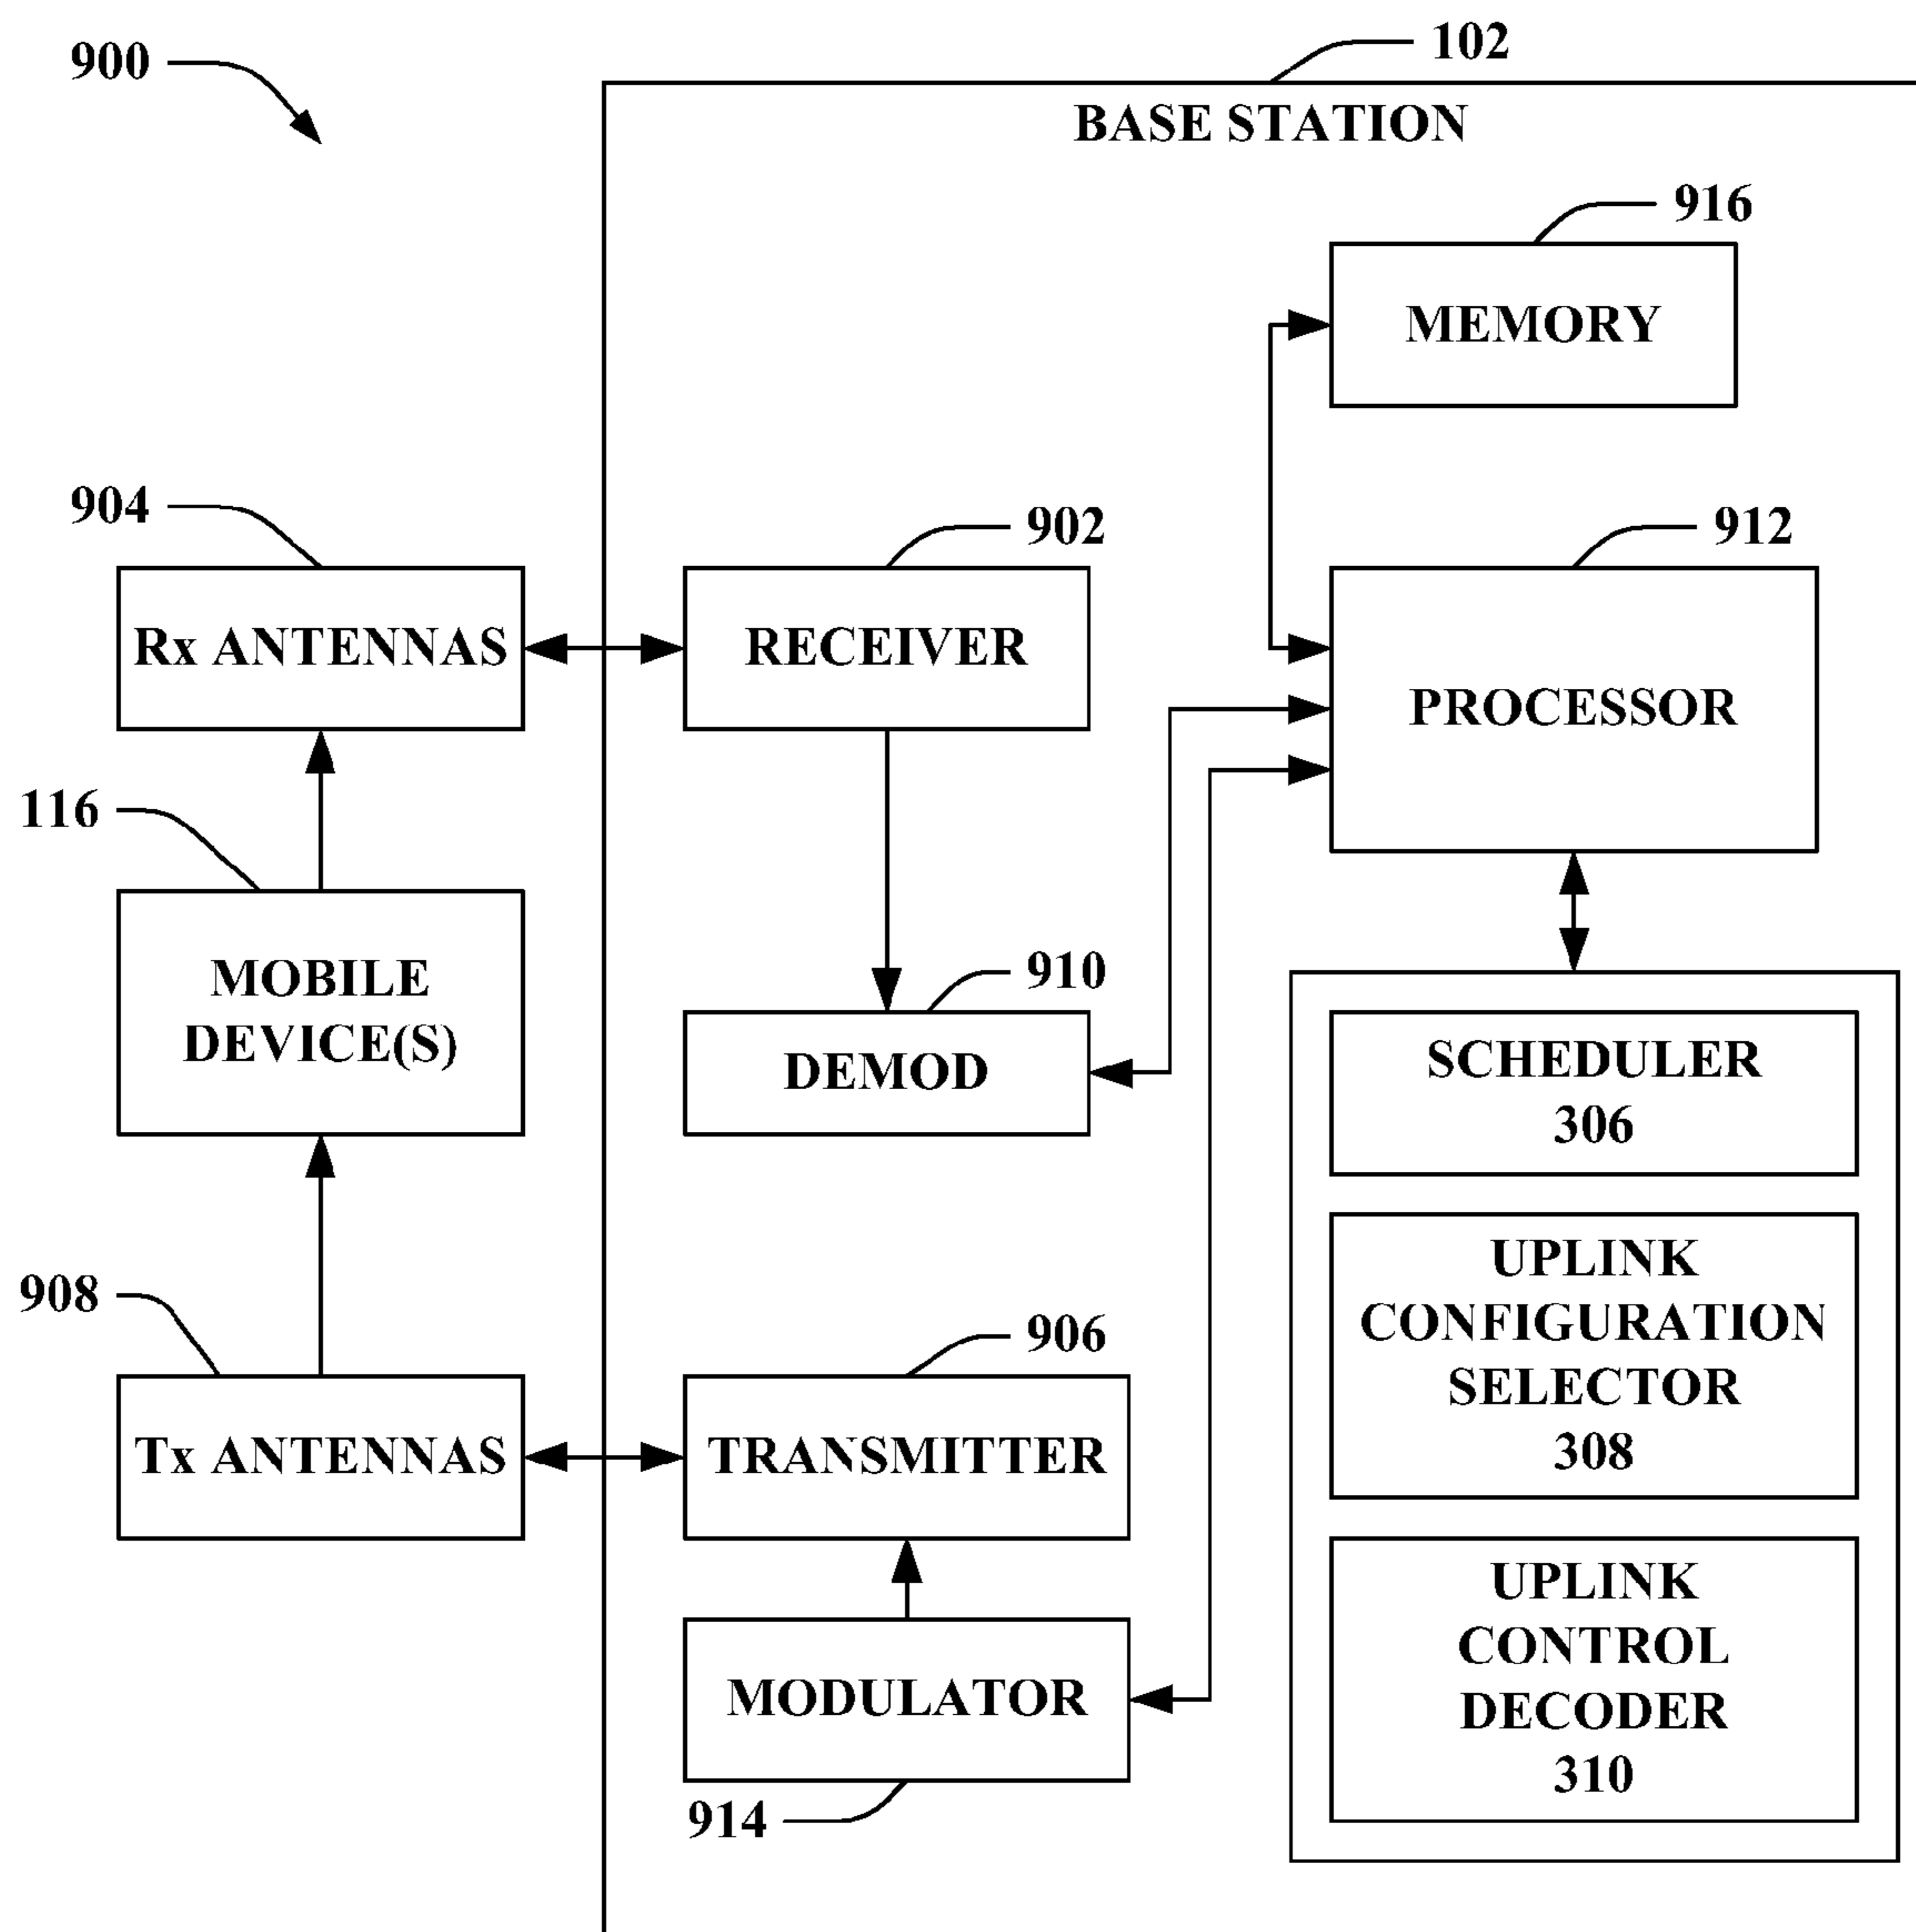 900
102
BASE STATION
916
MEMORY
904
902
912
Rx ANTENNAS
RECEIVER
PROCESSOR
116
MOBILE
DEVICE(S)
910
DEMOD
SCHEDULER
306
UPLINK
CONFIGURATION
SELECTOR
308
908
906
Tx ANTENNAS
TRANSMITTER
UPLINK
CONTROL
DECODER
310
MODULATOR
914